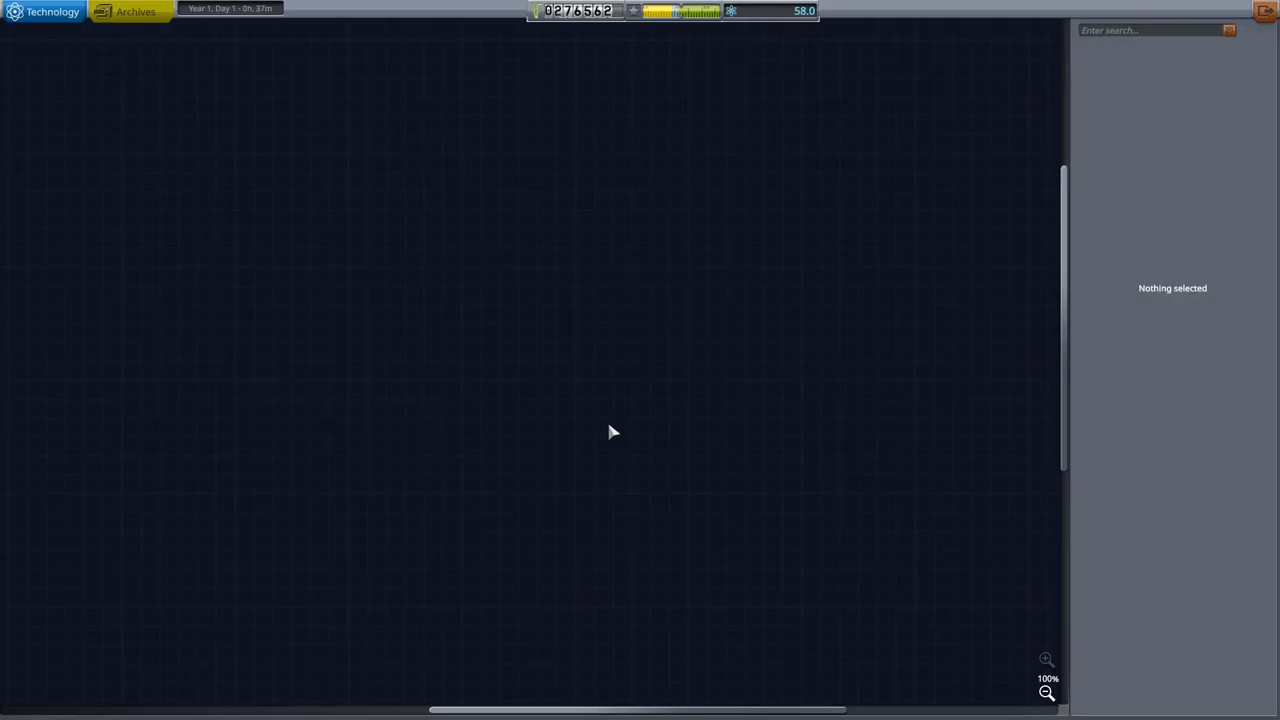 Technology
Archives
Year 1, Day 1 - 0h, 37m
0276562
58.0
Enter search...
Nothing selected
100%